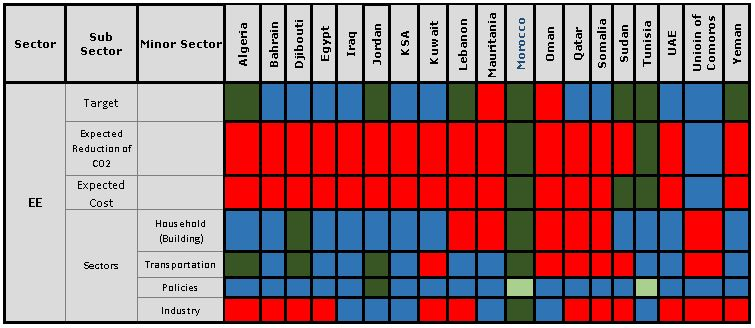 Sector
Sub
Sector
Minor Sector
Algeria
Bahrain
Djibouti
Egypt
Iraq
Jordan
KSA
Kuwait
Lebanon
Mauritania
Morocco
Oman
Qatar
Somalia
Sudan
Tunisia
UAE
Unioin of
Comoros
Yemen
EE
Target
Expected
Reduction of
CO2
Expected
Cost
Sectors
Household
(Building)
Transportation
Policies
Industry